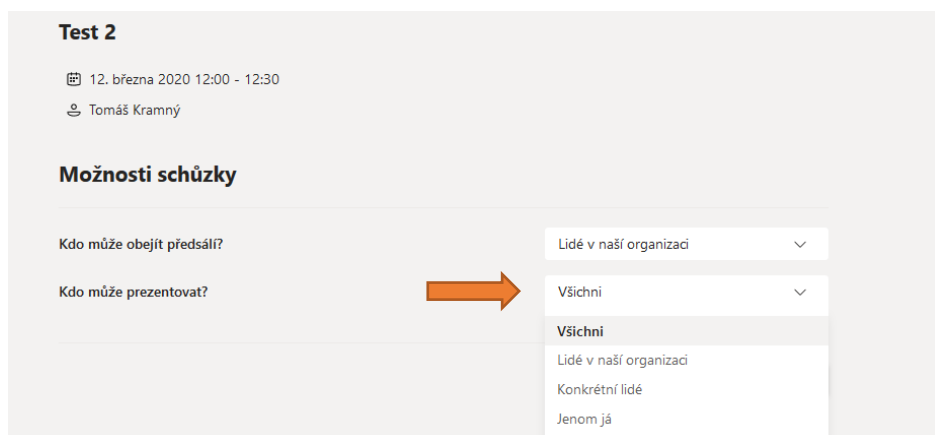 Test 2
12. března 2020 12:00 - 12:30
Tomáš Kramný
Možnosti schůzky
Kdo může obejít předsálí?
Lidé v naší organizaci
Kdo může prezentovat?
Všichni
Všichni
Lidé v naší organizaci
Konkrétní lidé
Jenom já